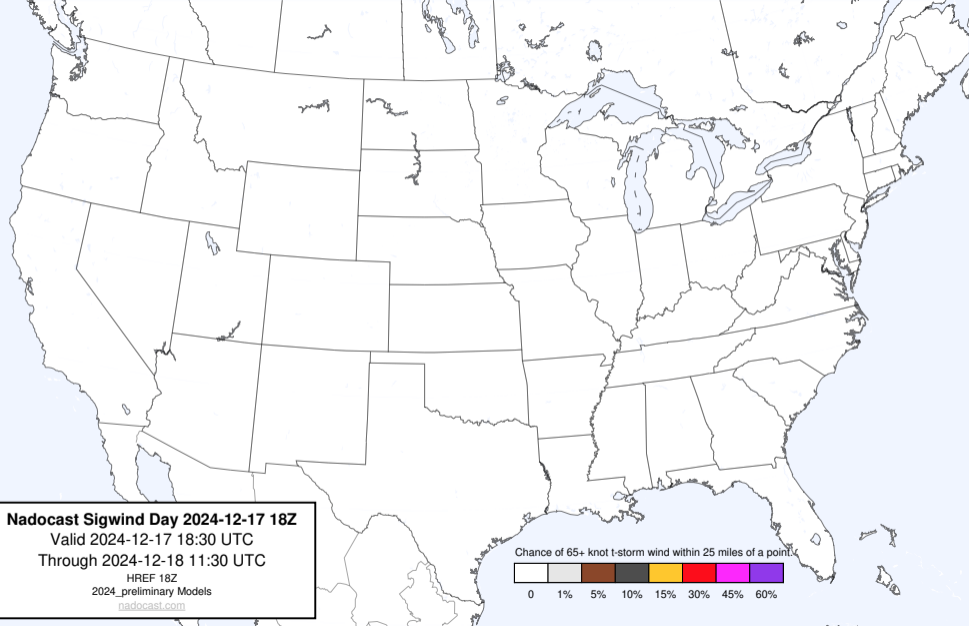 Nadocast Sigwind Day 2024-12-17 18Z
Valid 2024-12-17 18:30 UTC
Through 2024-12-18 11:30 UTC
HREF 18Z
2024_preliminary Models
nadocast.com
Chance of 65+ knot t-storm wind within 25 miles of a point.
0 1% 5% 10% 15% 30% 45% 60%